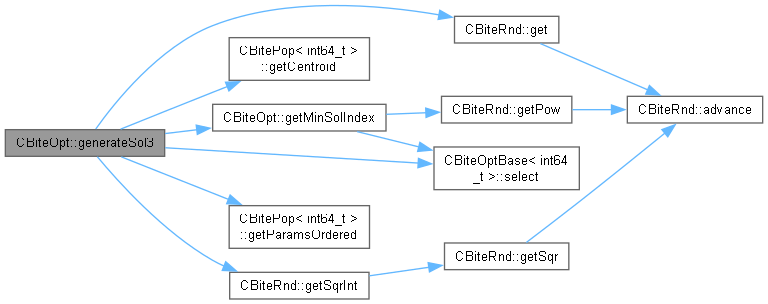 CBiteOpt::generateSol3
CBiteRnd::get
CBitePop< int64_t >
::getCentroid
CBiteOpt::getMinSolIndex
CBiteRnd::getPow
CBiteRnd::advance
CBiteOptBase< int64
_t >::select
CBitePop< int64_t >
::getParamsOrdered
CBiteRnd::getSqr
CBiteRnd::getSqrInt